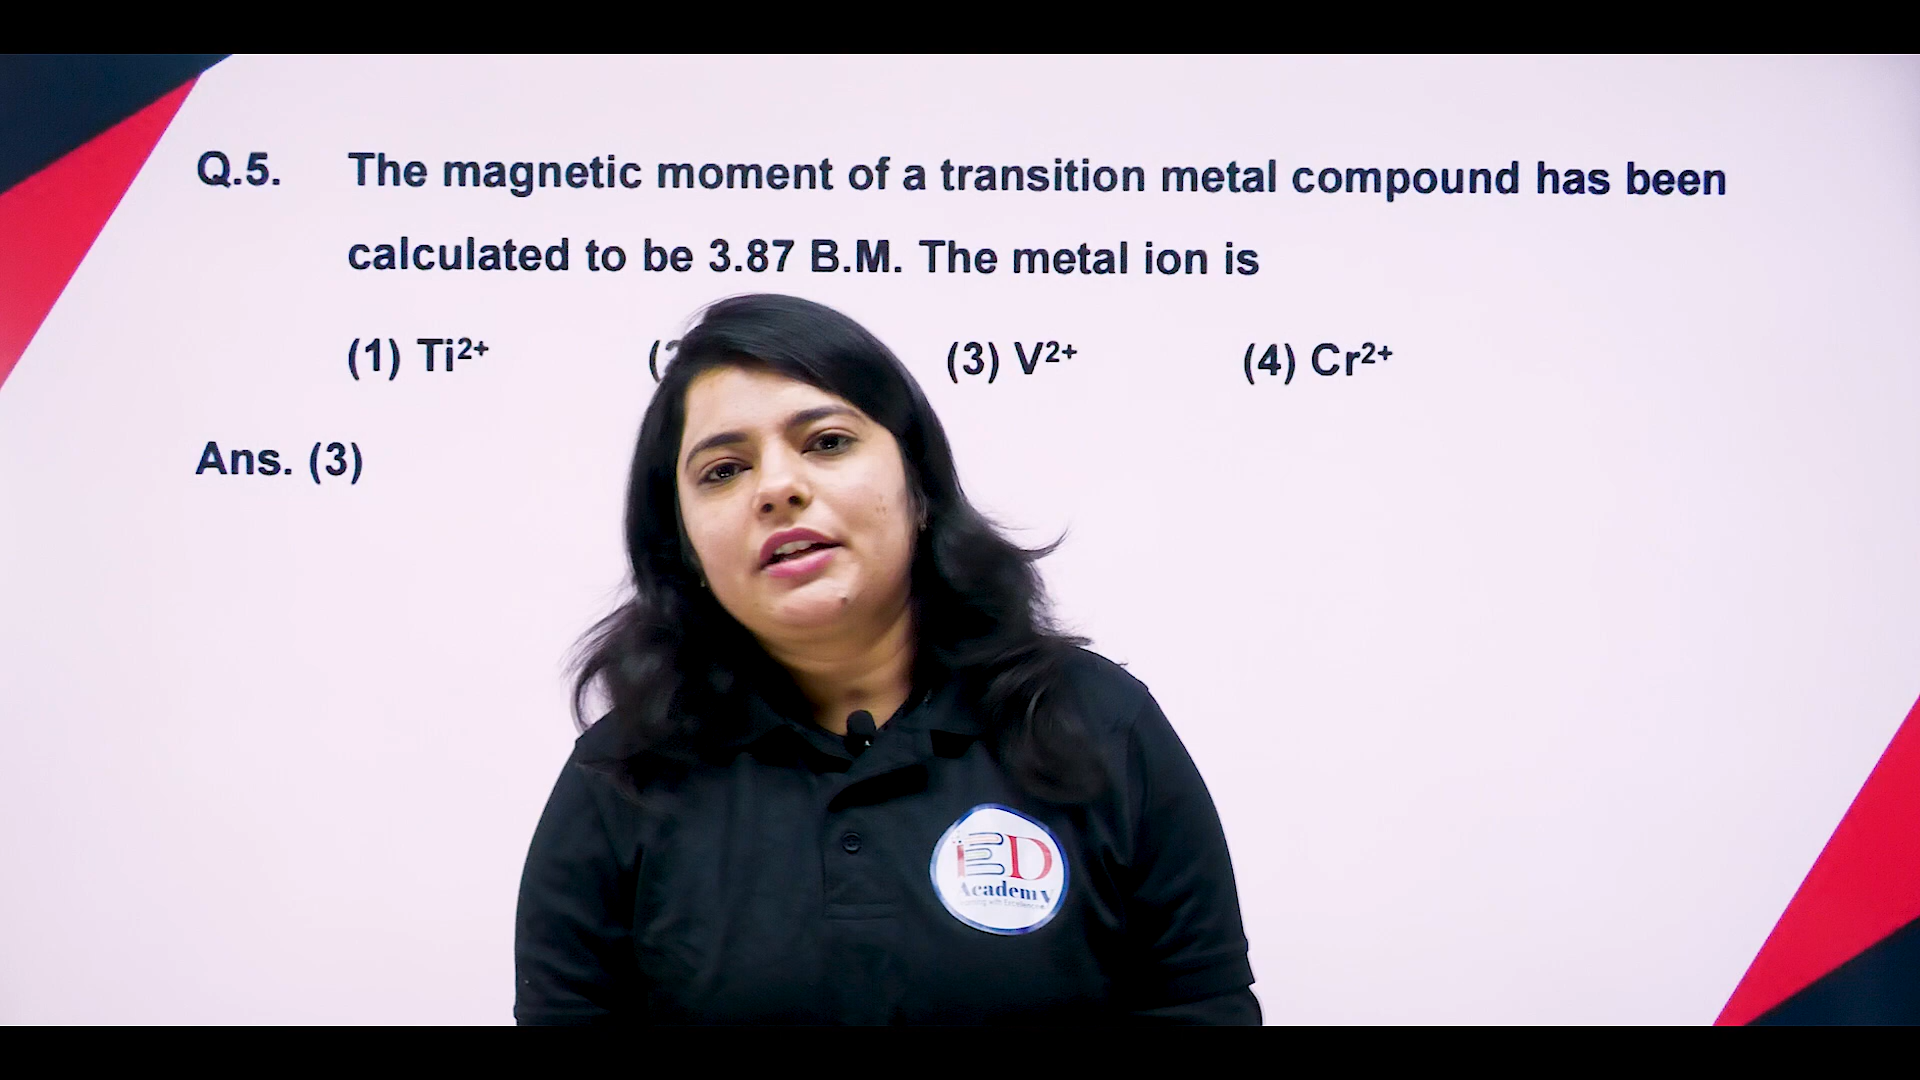 Q.5. The magnetic moment of a transition metal compound has been
calculated to be 3.87 B.M. The metal ion is
(1) Ti²⁺ (3) V²⁺ (4) Cr²⁺
Ans. (3)
ED
Academy